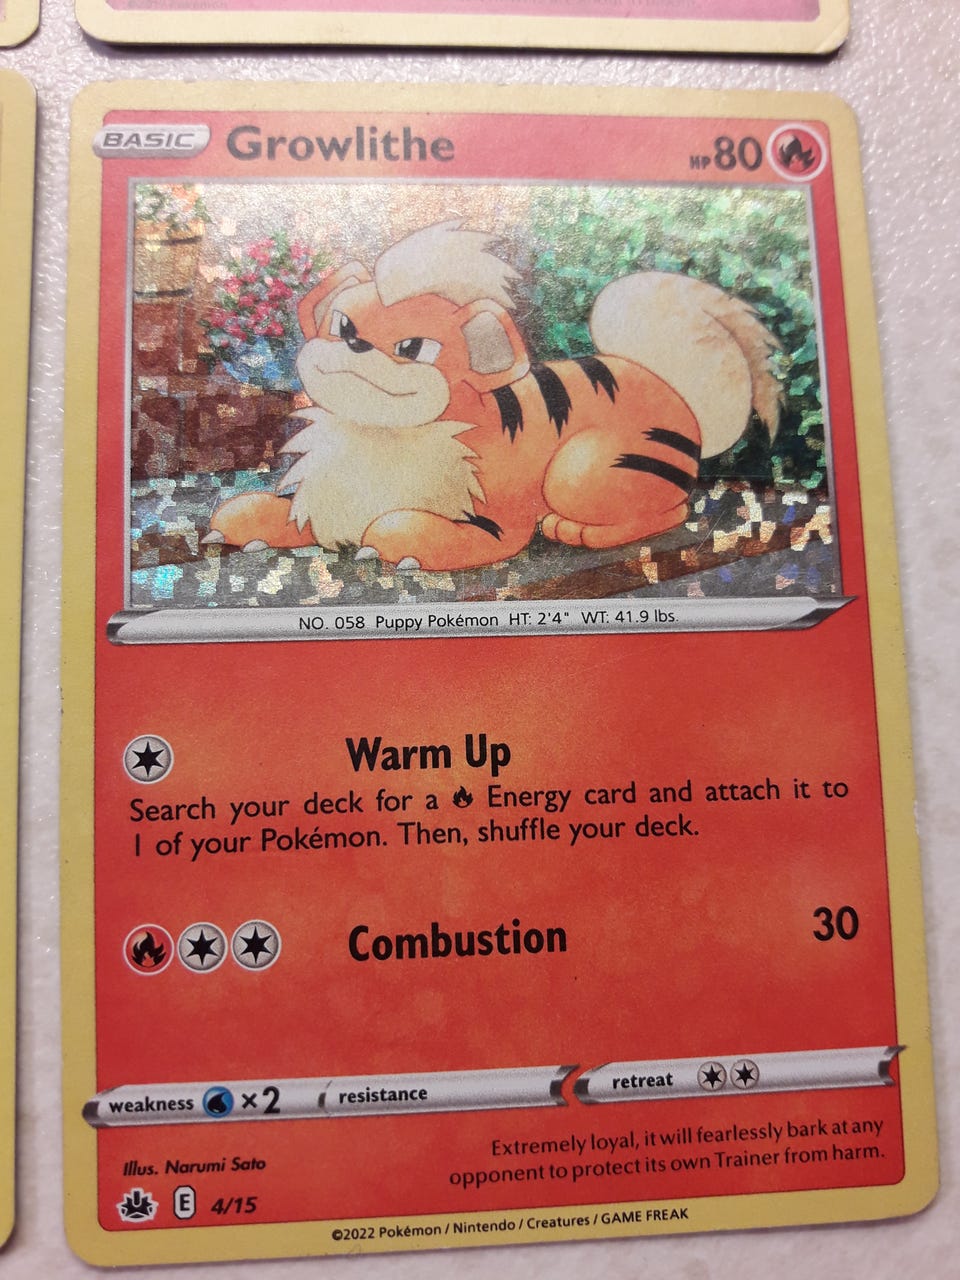 BASIC Growlithe HP 80
NO. 058 Puppy Pokémon HT: 2'4" WT: 41.9 lbs.
Warm Up
Search your deck for a Energy card and attach it to
1 of your Pokémon. Then, shuffle your deck.
Combustion 30
weakness ×2 resistance retreat
Extremely loyal, it will fearlessly bark at any
opponent to protect its own Trainer from harm.
Illus. Narumi Sato
E 4/15
©2022 Pokémon / Nintendo / Creatures / GAME FREAK